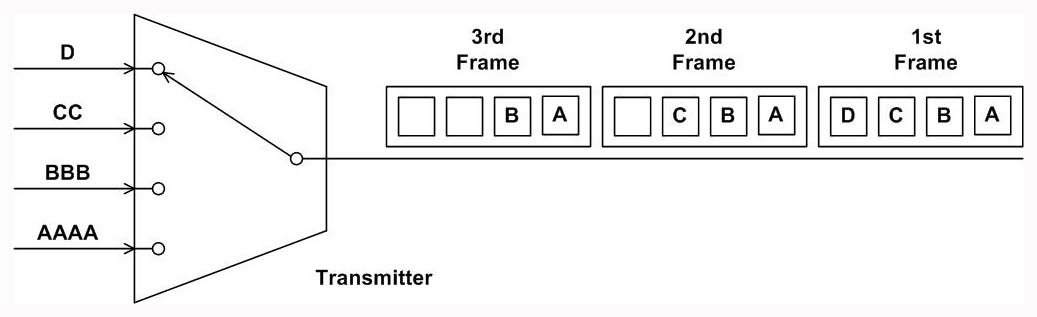 D
CC
BBB
AAAA
Transmitter
3rd
Frame
B A
2nd
Frame
C B A
1st
Frame
D C B A